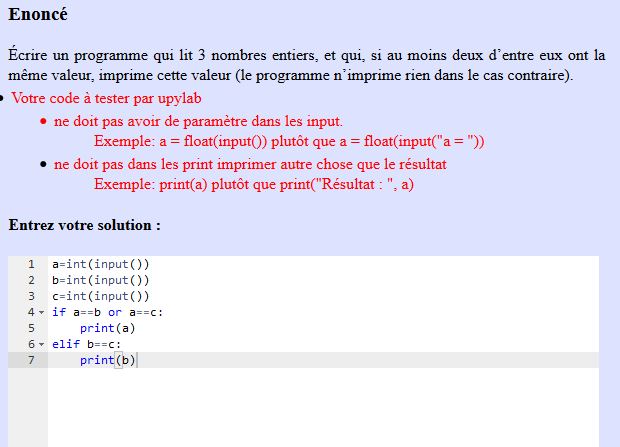 Enoncé
Écrire un programme qui lit 3 nombres entiers, et qui, si au moins deux d'entre eux ont la
même valeur, imprime cette valeur (le programme n'imprime rien dans le cas contraire).
Votre code à tester par upylab
ne doit pas avoir de paramètre dans les input.
Exemple: a = float(input()) plutôt que a = float(input("a = "))
ne doit pas dans les print imprimer autre chose que le résultat
Exemple: print(a) plutôt que print("Résultat : ", a)
Entrez votre solution :
1 a=int(input())
2 b=int(input())
3 c=int(input())
4 if a==b or a==c:
5     print(a)
6 elif b==c:
7     print(b)